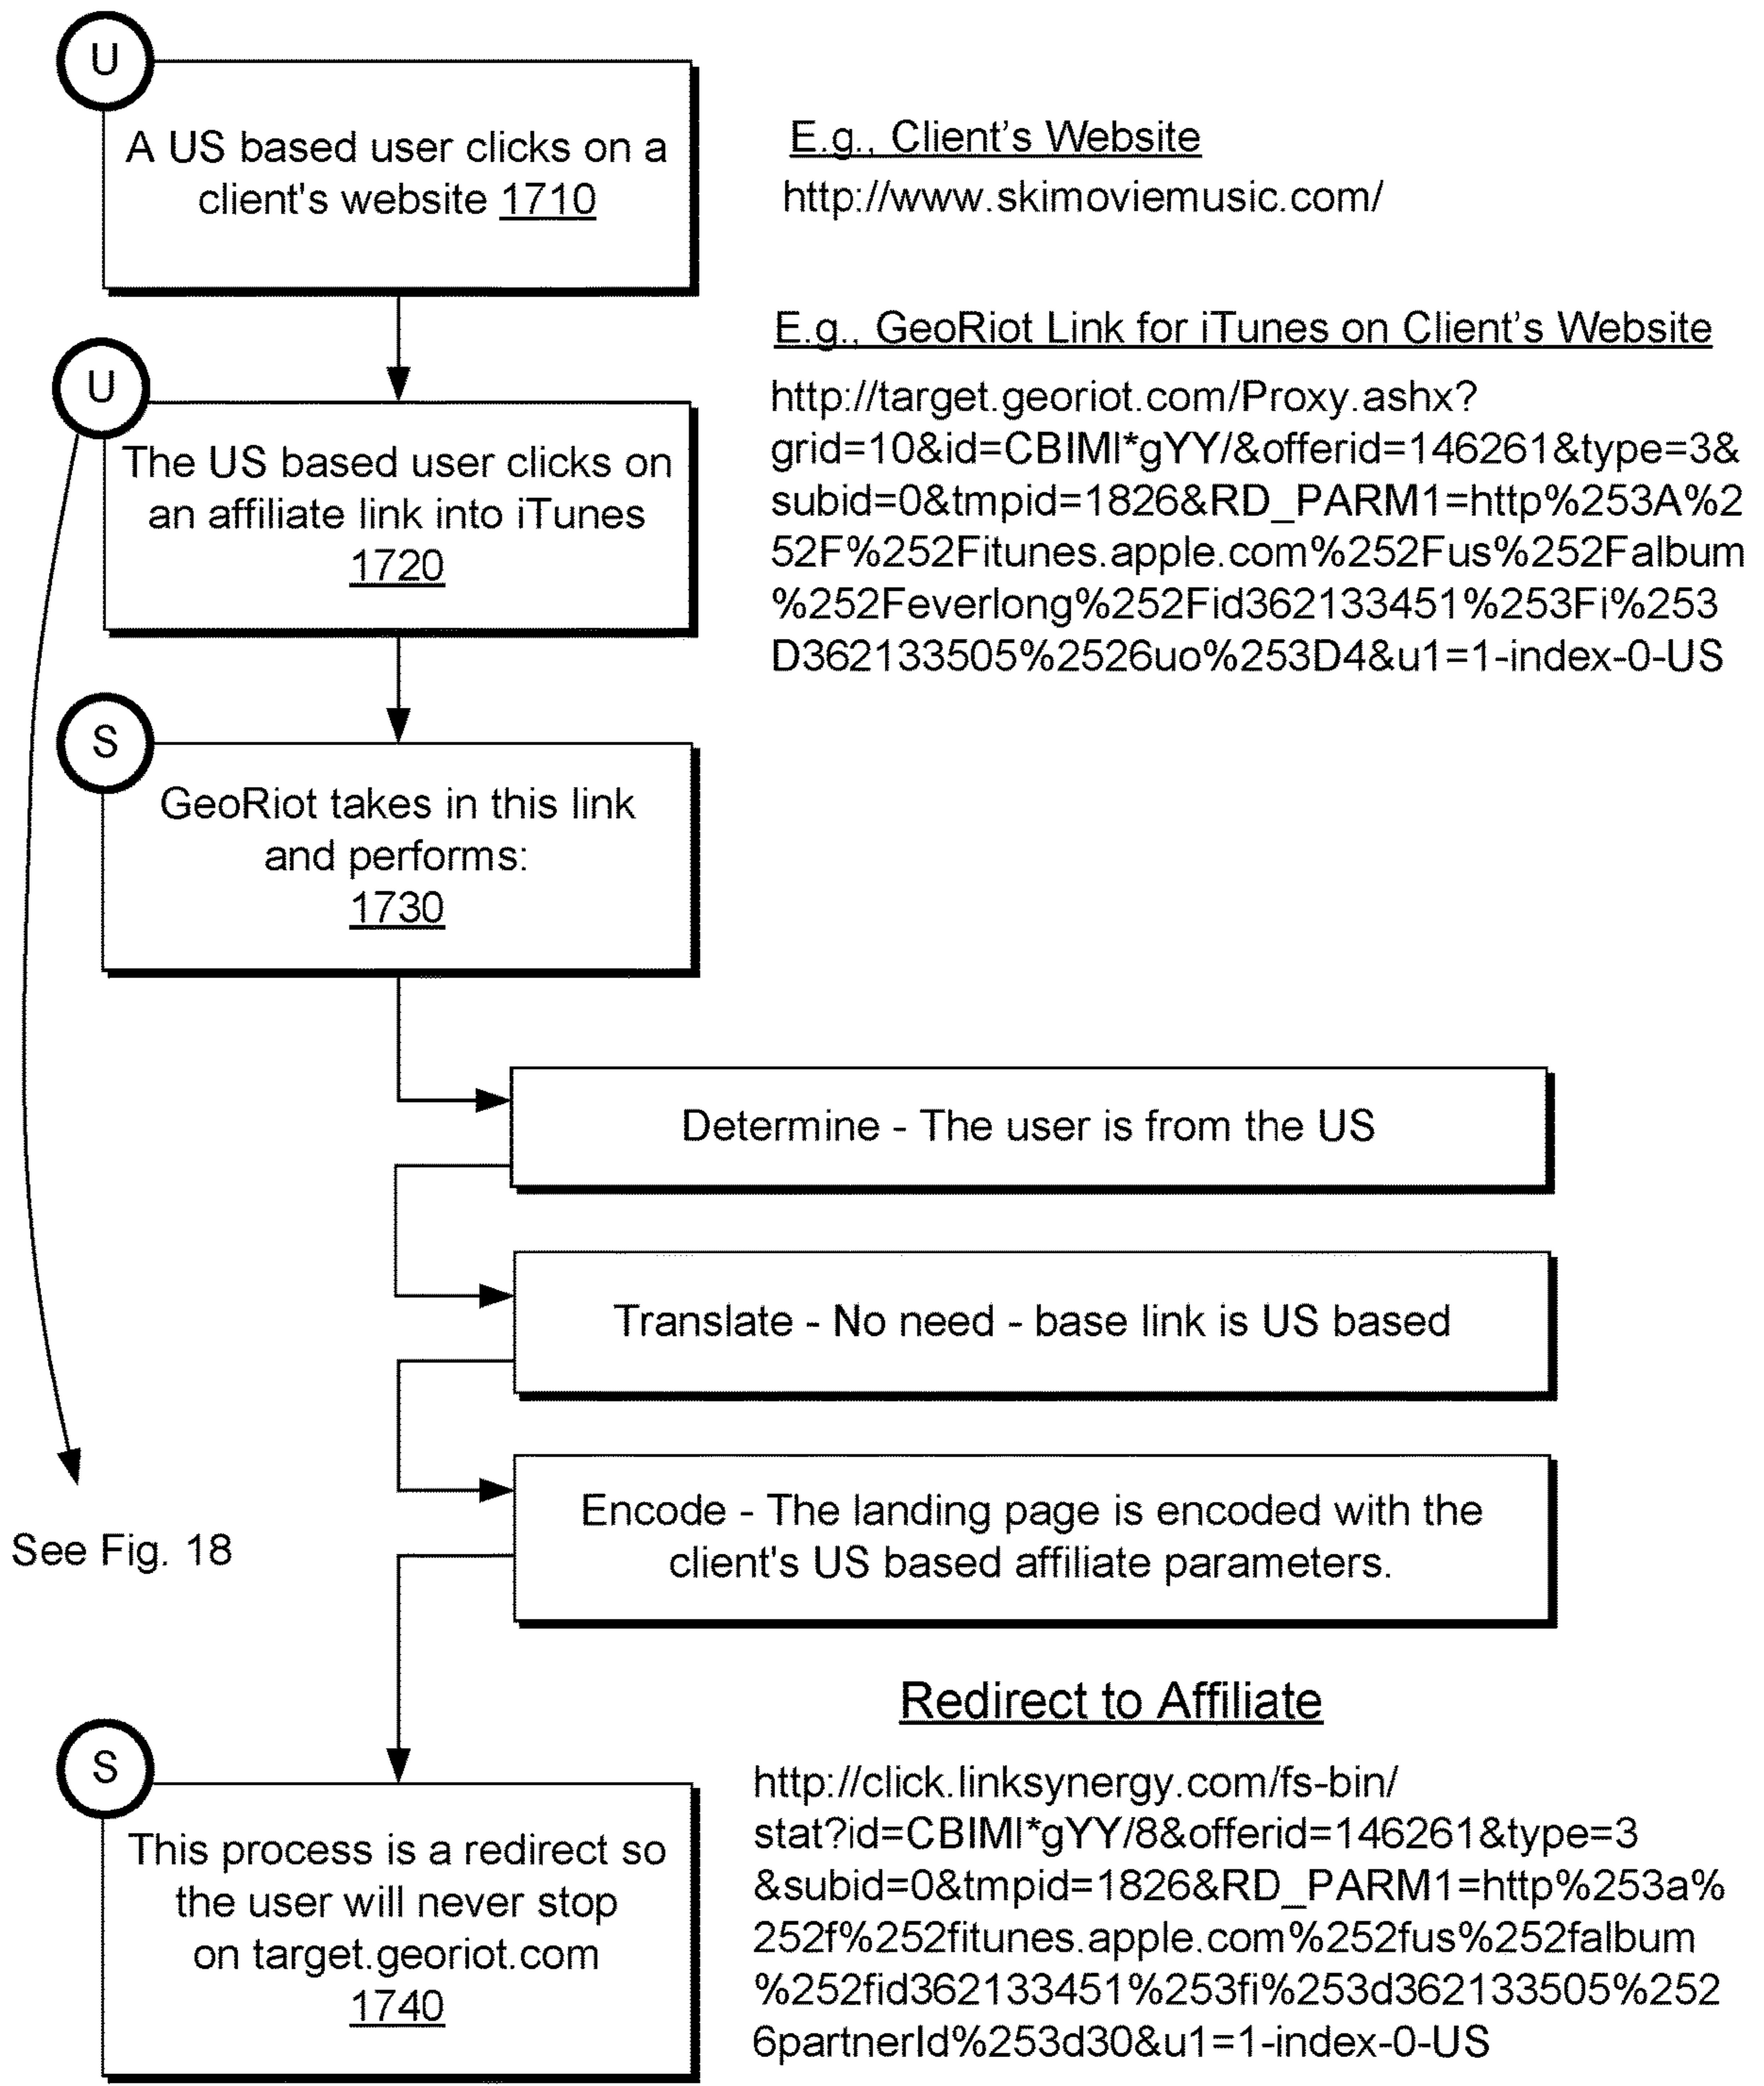 U
A US based user clicks on a
client's website 1710
E.g., Client's Website
http://www.skimoviemusic.com/
U
The US based user clicks on
an affiliate link into iTunes
1720
E.g., GeoRiot Link for iTunes on Client's Website
http://target.georiot.com/Proxy.ashx?
grid=10&id=CBIMl*gYY/&offerid=146261&type=3&
subid=0&tmpid=1826&RD_PARM1=http%253A%2
52F%252Fitunes.apple.com%252Fus%252Falbum
%252Feverlong%252Fid362133451%253Fi%253
D362133505%2526uo%253D4&u1=1-index-0-US
S
GeoRiot takes in this link
and performs:
1730
Determine - The user is from the US
Translate - No need - base link is US based
Encode - The landing page is encoded with the
client's US based affiliate parameters.
See Fig. 18
S
This process is a redirect so
the user will never stop
on target.georiot.com
1740
Redirect to Affiliate
http://click.linksynergy.com/fs-bin/
stat?id=CBIMl*gYY/8&offerid=146261&type=3
&subid=0&tmpid=1826&RD_PARM1=http%253a%
252f%252fitunes.apple.com%252fus%252falbum
%252fid362133451%253fi%253d362133505%252
6partnerId%253d30&u1=1-index-0-US